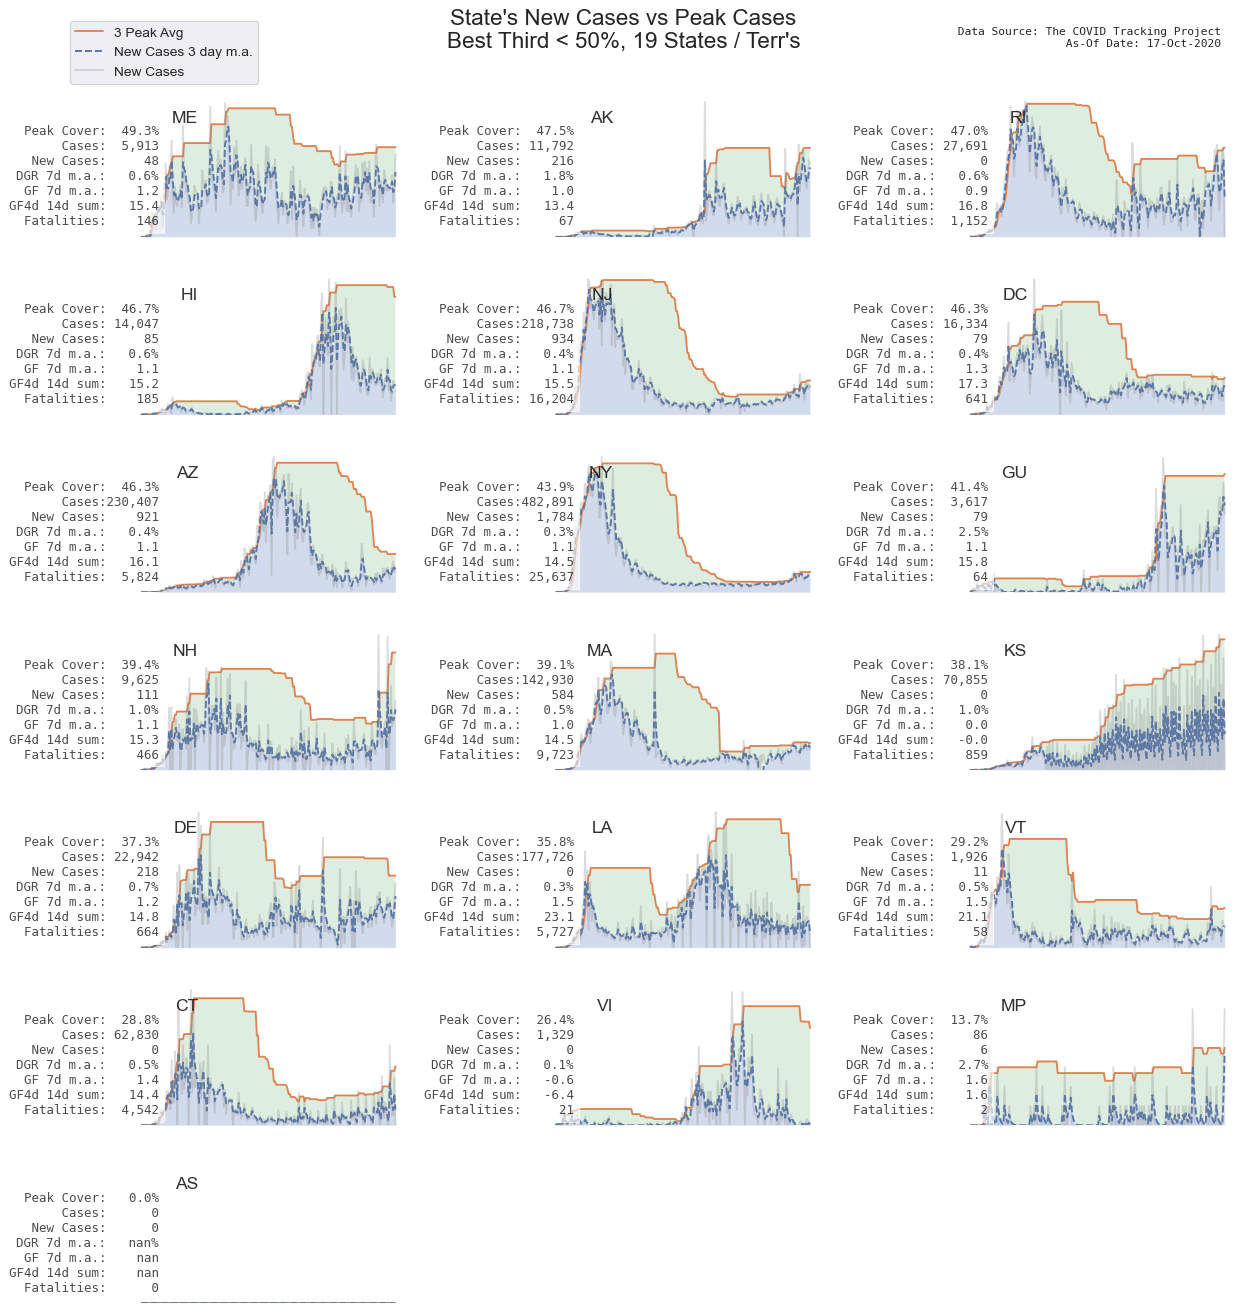 State's New Cases vs Peak Cases
Best Third < 50%, 19 States / Terr's
3 Peak Avg
New Cases 3 day m.a.
New Cases
Data Source: The COVID Tracking Project
As-Of Date: 17-Oct-2020
ME
Peak Cover: 49.3%
Cases: 5,913
New Cases: 48
DGR 7d m.a.: 0.6%
GF 7d m.a.: 1.2
GF4d 14d sum: 15.4
Fatalities: 146
AK
Peak Cover: 47.5%
Cases: 11,792
New Cases: 216
DGR 7d m.a.: 1.8%
GF 7d m.a.: 1.0
GF4d 14d sum: 13.4
Fatalities: 67
RI
Peak Cover: 47.0%
Cases: 27,691
New Cases: 0
DGR 7d m.a.: 0.6%
GF 7d m.a.: 0.9
GF4d 14d sum: 16.8
Fatalities: 1,152
HI
Peak Cover: 46.7%
Cases: 14,047
New Cases: 85
DGR 7d m.a.: 0.6%
GF 7d m.a.: 1.1
GF4d 14d sum: 15.2
Fatalities: 185
NJ
Peak Cover: 46.7%
Cases:218,738
New Cases: 934
DGR 7d m.a.: 0.4%
GF 7d m.a.: 1.1
GF4d 14d sum: 15.5
Fatalities: 16,204
DC
Peak Cover: 46.3%
Cases: 16,334
New Cases: 79
DGR 7d m.a.: 0.4%
GF 7d m.a.: 1.3
GF4d 14d sum: 17.3
Fatalities: 641
AZ
Peak Cover: 46.3%
Cases:230,407
New Cases: 921
DGR 7d m.a.: 0.4%
GF 7d m.a.: 1.1
GF4d 14d sum: 16.1
Fatalities: 5,824
NY
Peak Cover: 43.9%
Cases:482,891
New Cases: 1,784
DGR 7d m.a.: 0.3%
GF 7d m.a.: 1.1
GF4d 14d sum: 14.5
Fatalities: 25,637
GU
Peak Cover: 41.4%
Cases: 3,617
New Cases: 79
DGR 7d m.a.: 2.5%
GF 7d m.a.: 1.1
GF4d 14d sum: 15.8
Fatalities: 64
NH
Peak Cover: 39.4%
Cases: 9,625
New Cases: 111
DGR 7d m.a.: 1.0%
GF 7d m.a.: 1.1
GF4d 14d sum: 15.3
Fatalities: 466
MA
Peak Cover: 39.1%
Cases:142,930
New Cases: 584
DGR 7d m.a.: 0.5%
GF 7d m.a.: 1.0
GF4d 14d sum: 14.5
Fatalities: 9,723
KS
Peak Cover: 38.1%
Cases: 70,855
New Cases: 0
DGR 7d m.a.: 1.0%
GF 7d m.a.: 0.0
GF4d 14d sum: -0.0
Fatalities: 859
DE
Peak Cover: 37.3%
Cases: 22,942
New Cases: 218
DGR 7d m.a.: 0.7%
GF 7d m.a.: 1.2
GF4d 14d sum: 14.8
Fatalities: 664
LA
Peak Cover: 35.8%
Cases:177,726
New Cases: 0
DGR 7d m.a.: 0.3%
GF 7d m.a.: 1.5
GF4d 14d sum: 23.1
Fatalities: 5,727
VT
Peak Cover: 29.2%
Cases: 1,926
New Cases: 11
DGR 7d m.a.: 0.5%
GF 7d m.a.: 1.5
GF4d 14d sum: 21.1
Fatalities: 58
CT
Peak Cover: 28.8%
Cases: 62,830
New Cases: 0
DGR 7d m.a.: 0.5%
GF 7d m.a.: 1.4
GF4d 14d sum: 14.4
Fatalities: 4,542
VI
Peak Cover: 26.4%
Cases: 1,329
New Cases: 0
DGR 7d m.a.: 0.1%
GF 7d m.a.: -0.6
GF4d 14d sum: -6.4
Fatalities: 21
MP
Peak Cover: 13.7%
Cases: 86
New Cases: 6
DGR 7d m.a.: 2.7%
GF 7d m.a.: 1.6
GF4d 14d sum: 1.6
Fatalities: 2
AS
Peak Cover: 0.0%
Cases: 0
New Cases: 0
DGR 7d m.a.: nan%
GF 7d m.a.: nan
GF4d 14d sum: nan
Fatalities: 0